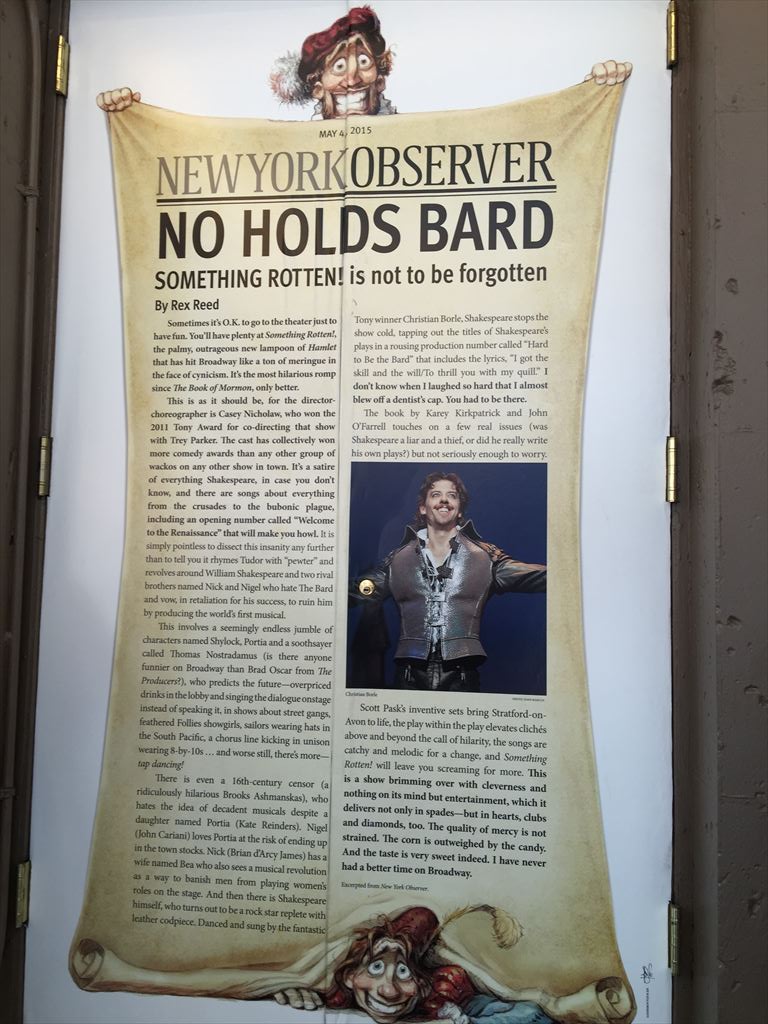 MAY 4, 2015
NEW YORK OBSERVER
NO HOLDS BARD
SOMETHING ROTTEN! is not to be forgotten
By Rex Reed
Sometimes it's O.K. to go to the theater just to
have fun. You'll have plenty at Something Rotten!,
the palmy, outrageous new lampoon of Hamlet
that has hit Broadway like a ton of meringue in
the face of cynicism. It's the most hilarious romp
since The Book of Mormon, only better.
This is as it should be, for the director-
choreographer is Casey Nicholaw, who won the
2011 Tony Award for co-directing that show
with Trey Parker. The cast has collectively won
more comedy awards than any other group of
wackos on any other show in town. It's a satire
of everything Shakespeare, in case you don't
know, and there are songs about everything
from the crusades to the bubonic plague,
including an opening number called "Welcome
to the Renaissance" that will make you howl. It is
simply pointless to dissect this insanity any further
than to tell you it rhymes Tudor with "pewter" and
revolves around William Shakespeare and two rival
brothers named Nick and Nigel who hate The Bard
and vow, in retaliation for his success, to ruin him
by producing the world's first musical.
This involves a seemingly endless jumble of
characters named Shylock, Portia and a soothsayer
called Thomas Nostradamus (is there anyone
funnier on Broadway than Brad Oscar from The
Producers?), who predicts the future—overpriced
drinks in the lobby and singing the dialogue onstage
instead of speaking it, in shows about street gangs,
feathered Follies showgirls, sailors wearing hats in
the South Pacific, a chorus line kicking in unison
wearing 8-by-10s ... and worse still, there's more—
tap dancing!
There is even a 16th-century censor (a
ridiculously hilarious Brooks Ashmanskas), who
hates the idea of decadent musicals despite a
daughter named Portia (Kate Reinders). Nigel
(John Cariani) loves Portia at the risk of ending up
in the town stocks. Nick (Brian d'Arcy James) has a
wife named Bea who also sees a musical revolution
as a way to banish men from playing women's
roles on the stage. And then there is Shakespeare
himself, who turns out to be a rock star replete with
leather codpiece. Danced and sung by the fantastic
Tony winner Christian Borle, Shakespeare stops the
show cold, tapping out the titles of Shakespeare's
plays in a rousing production number called "Hard
to Be the Bard" that includes the lyrics, "I got the
skill and the will/To thrill you with my quill." I
don't know when I laughed so hard that I almost
blew off a dentist's cap. You had to be there.
The book by Karey Kirkpatrick and John
O'Farrell touches on a few real issues (was
Shakespeare a liar and a thief, or did he really write
his own plays?) but not seriously enough to worry.
Christian Borle
Scott Pask's inventive sets bring Stratford-on-
Avon to life, the play within the play elevates clichés
above and beyond the call of hilarity, the songs are
catchy and melodic for a change, and Something
Rotten! will leave you screaming for more. This
is a show brimming over with cleverness and
nothing on its mind but entertainment, which it
delivers not only in spades—but in hearts, clubs
and diamonds, too. The quality of mercy is not
strained. The corn is outweighed by the candy.
And the taste is very sweet indeed. I have never
had a better time on Broadway.
Excerpted from New York Observer.